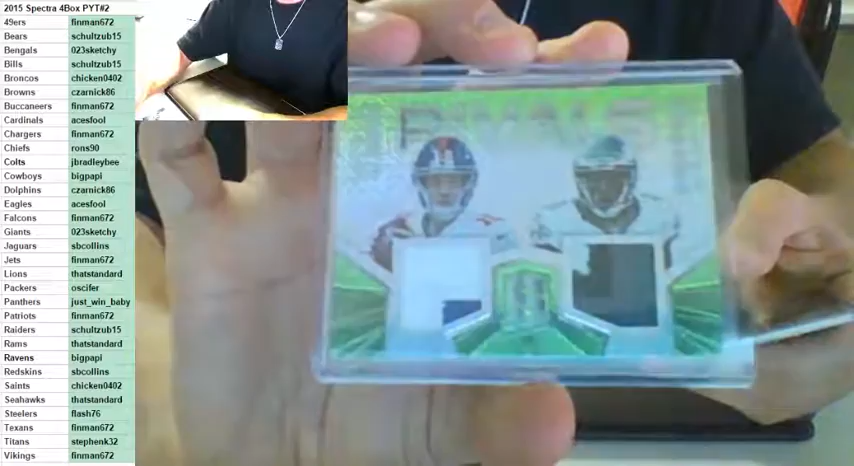 2015 Spectra 4Box PYT#2
49ers finman672
Bears schultzub15
Bengals 023sketchy
Bills schultzub15
Broncos chicken0402
Browns czarnick86
Buccaneers finman672
Cardinals acesfool
Chargers finman672
Chiefs rons90
Colts jbradleybee
Cowboys bigpapi
Dolphins czarnick86
Eagles acesfool
Falcons finman672
Giants 023sketchy
Jaguars sbcollins
Jets finman672
Lions thatstandard
Packers oscifer
Panthers just_win_baby
Patriots finman672
Raiders schultzub15
Rams thatstandard
Ravens bigpapi
Redskins sbcollins
Saints chicken0402
Seahawks thatstandard
Steelers flash76
Texans finman672
Titans stephenk32
Vikings finman672
RIVALS